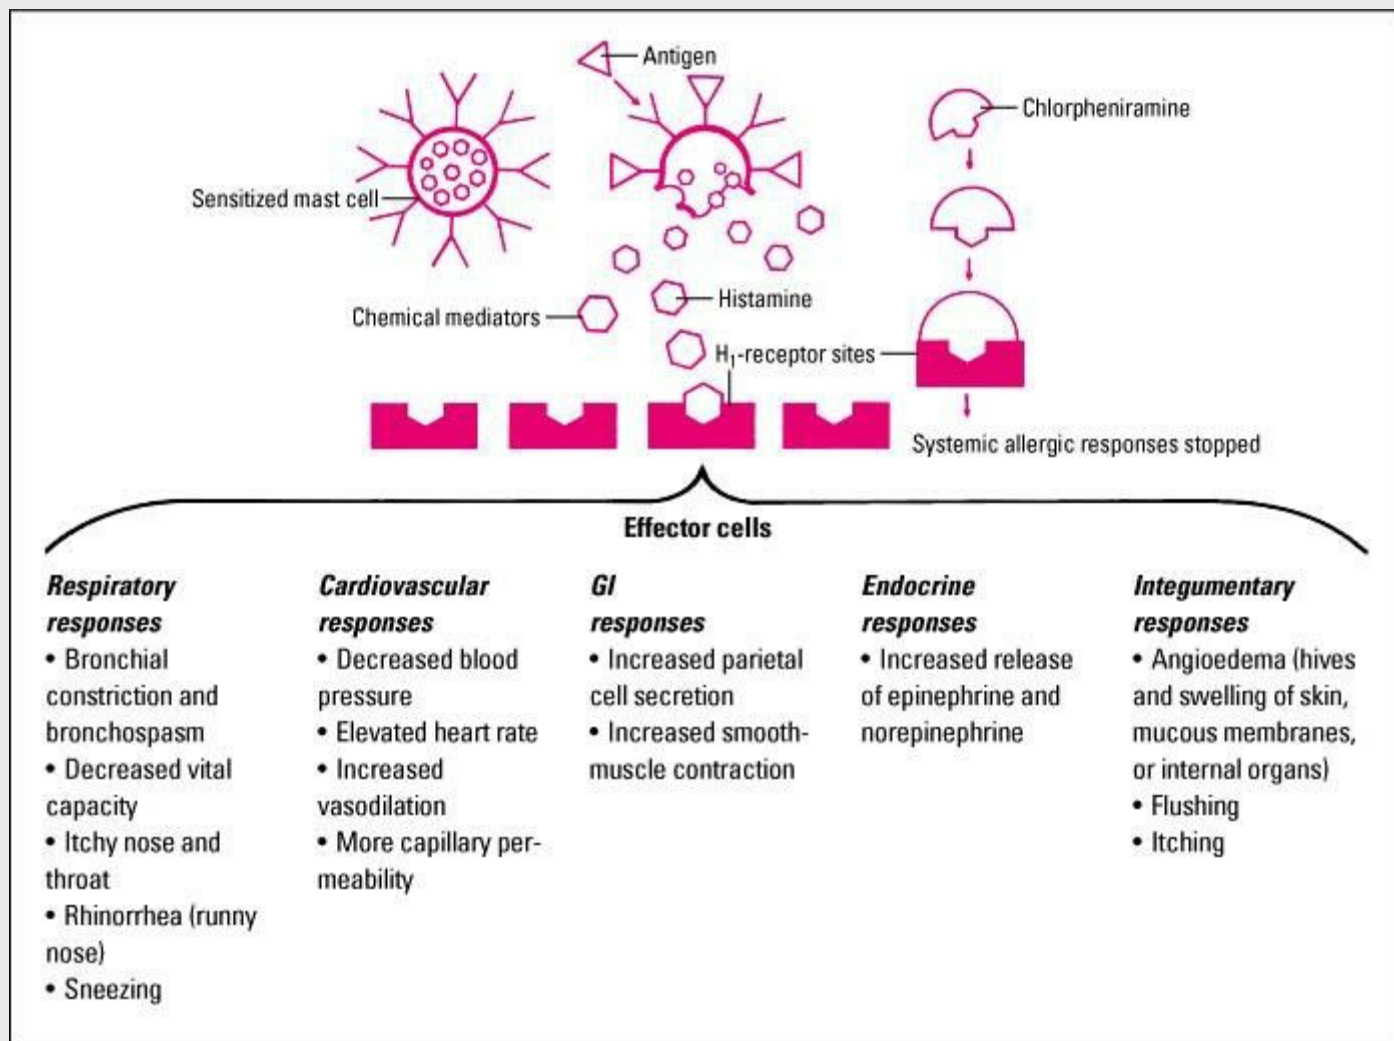 Antigen
Chlorpheniramine
Sensitized mast cell
Histamine
Chemical mediators
H₁-receptor sites
Systemic allergic responses stopped
Effector cells
Respiratory
responses
• Bronchial
constriction and
bronchospasm
• Decreased vital
capacity
• Itchy nose and
throat
• Rhinorrhea (runny
nose)
• Sneezing
Cardiovascular
responses
• Decreased blood
pressure
• Elevated heart rate
• Increased
vasodilation
• More capillary per-
meability
GI
responses
• Increased parietal
cell secretion
• Increased smooth-
muscle contraction
Endocrine
responses
• Increased release
of epinephrine and
norepinephrine
Integumentary
responses
• Angioedema (hives
and swelling of skin,
mucous membranes,
or internal organs)
• Flushing
• Itching